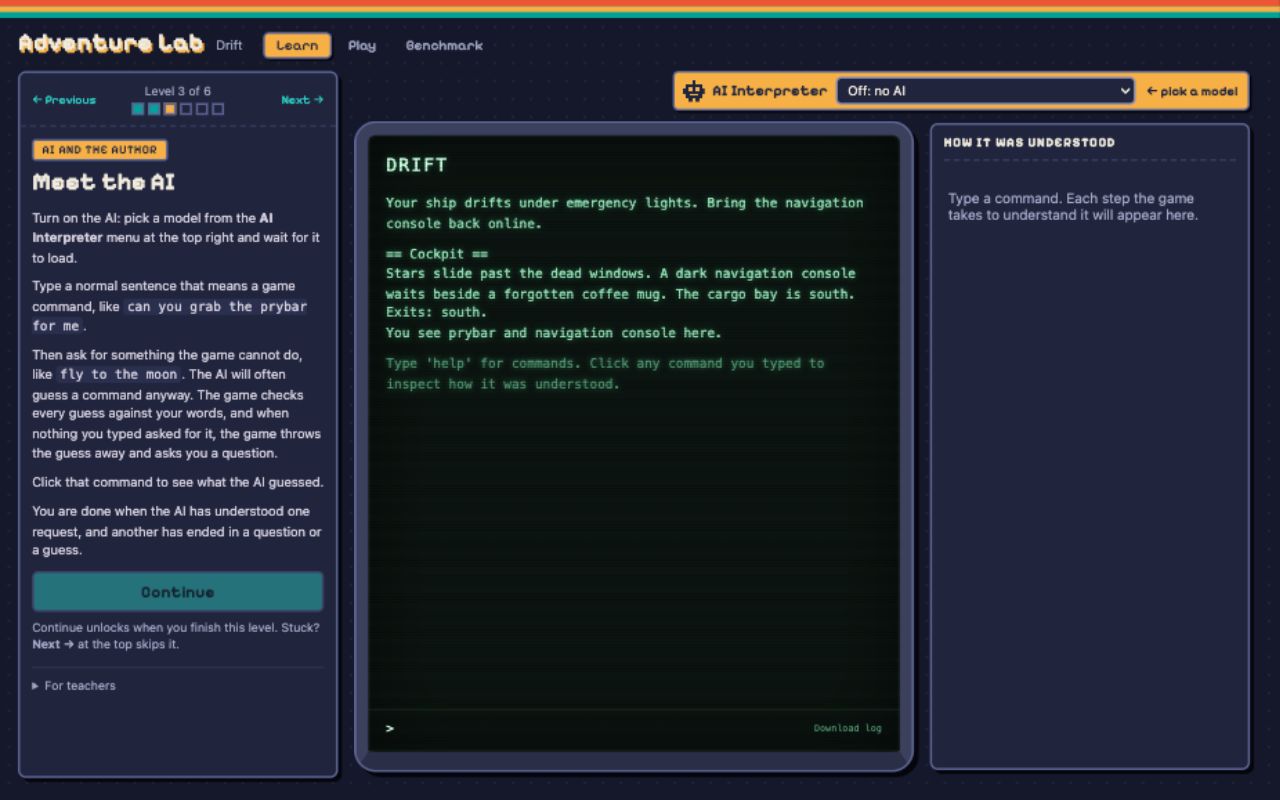 Adventure Lab Drift Learn Play Benchmark
← Previous Level 3 of 6 Next →
AI AND THE AUTHOR
Meet the AI
Turn on the AI: pick a model from the AI
Interpreter menu at the top right and wait for it
to load.
Type a normal sentence that means a game
command, like can you grab the prybar
for me.
Then ask for something the game cannot do,
like fly to the moon. The AI will often
guess a command anyway. The game checks
every guess against your words, and when
nothing you typed asked for it, the game throws
the guess away and asks you a question.
Click that command to see what the AI guessed.
You are done when the AI has understood one
request, and another has ended in a question or
a guess.
Continue
Continue unlocks when you finish this level. Stuck?
Next → at the top skips it.
▶ For teachers
AI Interpreter Off: no AI ← pick a model
DRIFT
Your ship drifts under emergency lights. Bring the navigation
console back online.
== Cockpit ==
Stars slide past the dead windows. A dark navigation console
waits beside a forgotten coffee mug. The cargo bay is south.
Exits: south.
You see prybar and navigation console here.
Type 'help' for commands. Click any command you typed to
inspect how it was understood.
> Download log
HOW IT WAS UNDERSTOOD
Type a command. Each step the game
takes to understand it will appear here.